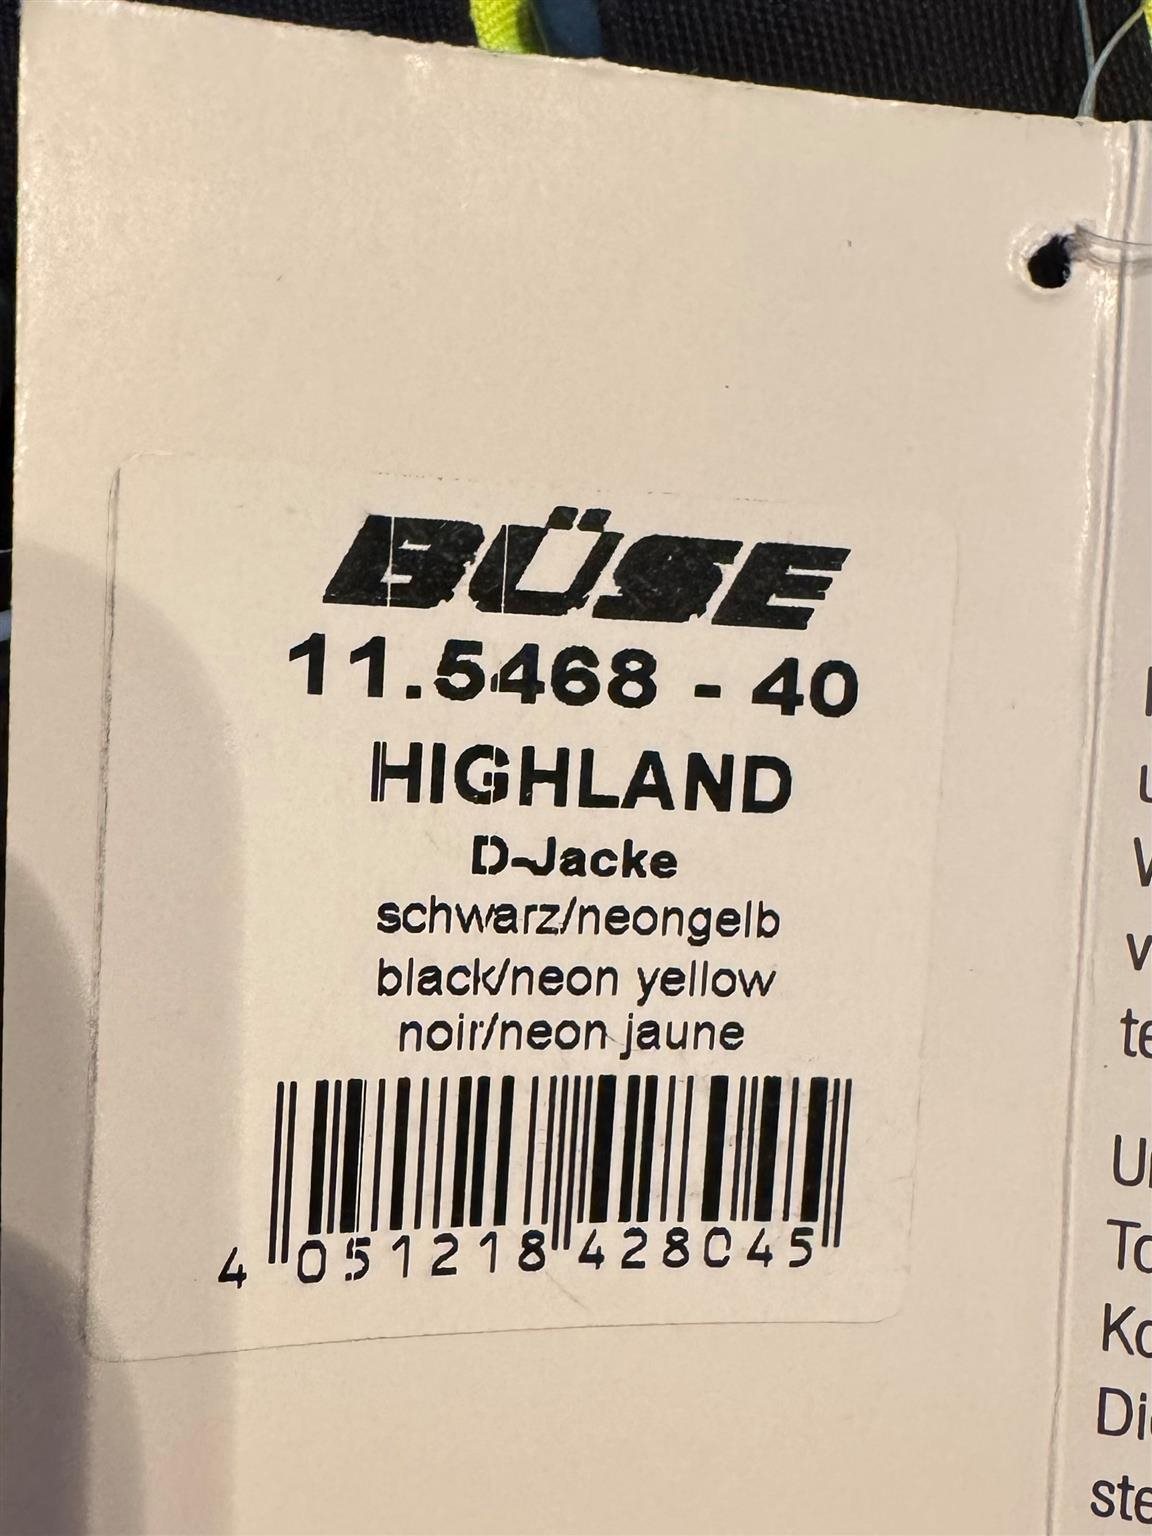 BÜSE
11.5468 - 40
HIGHLAND
D-Jacke
schwarz/neongelb
black/neon yellow
noir/neon jaune
4 051218 428045